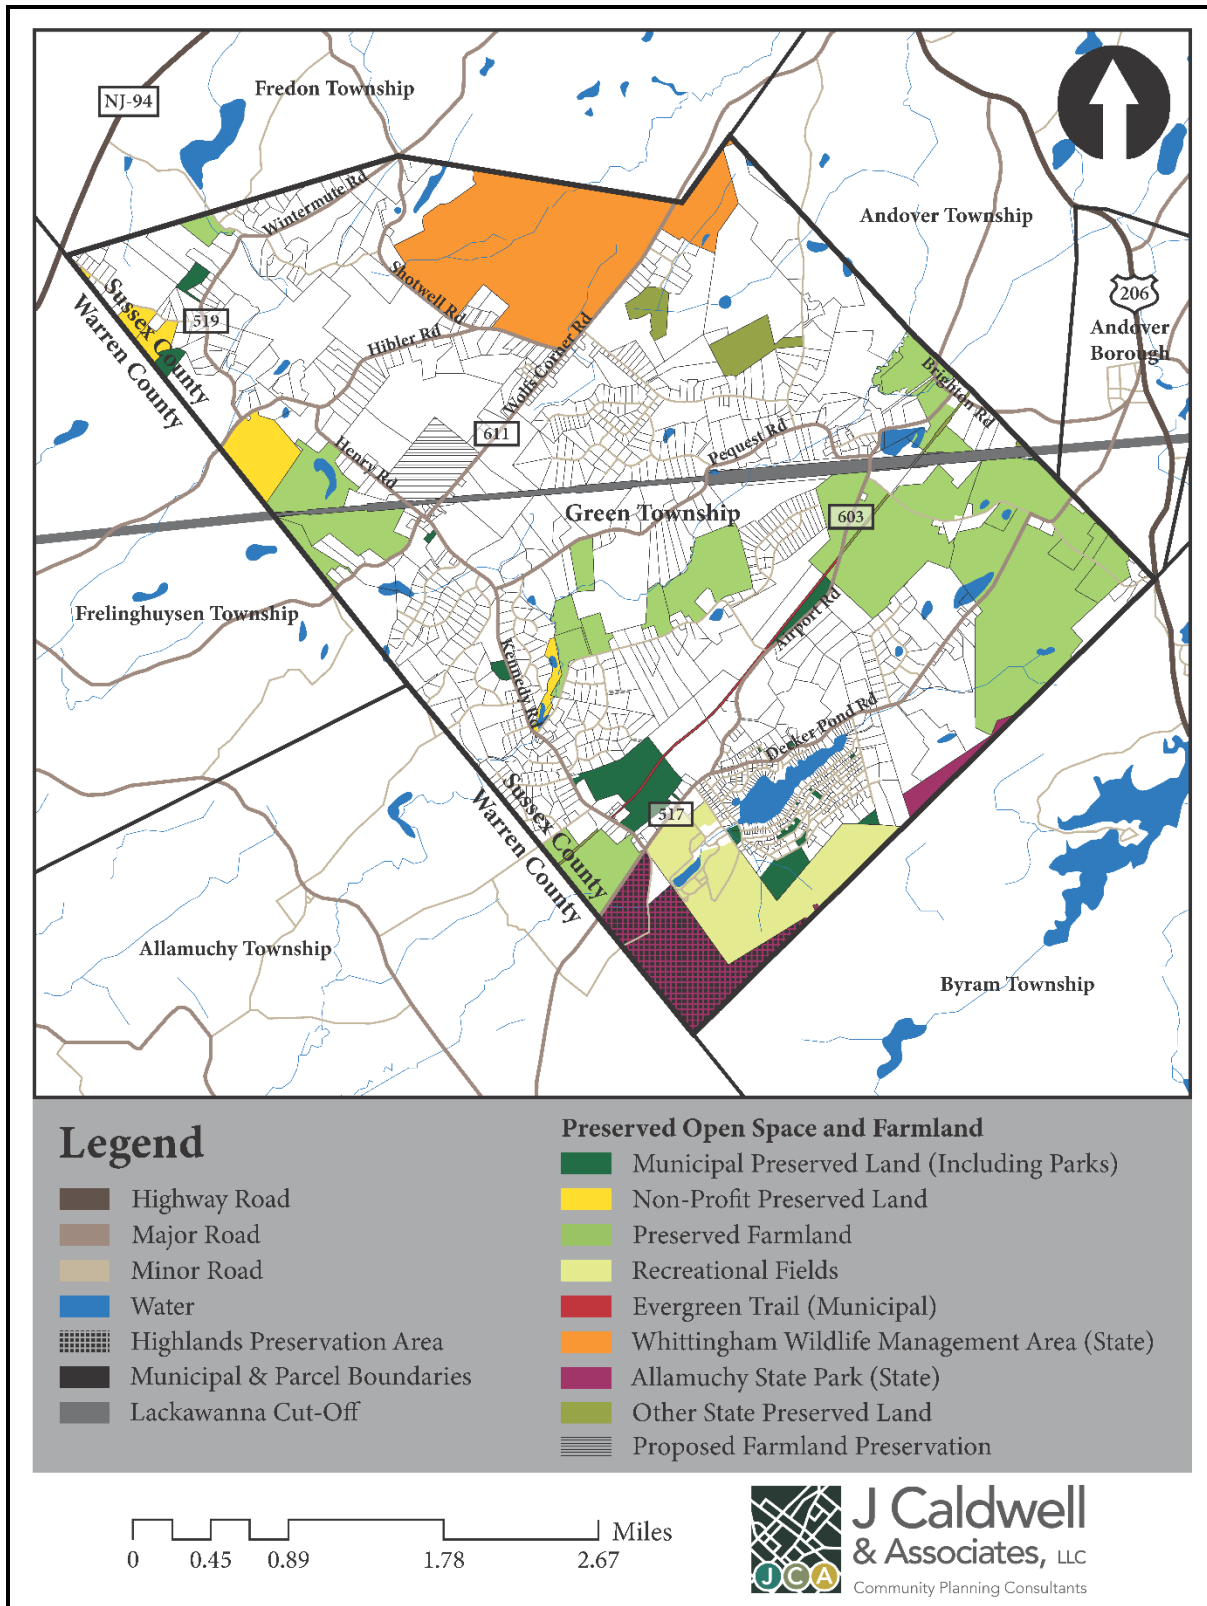 Fredon Township
NJ-94
Wintermute Rd
Andover Township
206
Andover
Borough
Shotwell Rd
Sussex County
Warren County
519
Hibler Rd
Wolfs Corner Rd
Brighton Rd
611
Pequest Rd
Henry Rd
Green Township
603
Frelinghuysen Township
Airport Rd
Kennedy Rd
Decker Pond Rd
Sussex County
Warren County
517
Allamuchy Township
Byram Township
Legend
Highway Road
Major Road
Minor Road
Water
Highlands Preservation Area
Municipal & Parcel Boundaries
Lackawanna Cut-Off
Preserved Open Space and Farmland
Municipal Preserved Land (Including Parks)
Non-Profit Preserved Land
Preserved Farmland
Recreational Fields
Evergreen Trail (Municipal)
Whittingham Wildlife Management Area (State)
Allamuchy State Park (State)
Other State Preserved Land
Proposed Farmland Preservation
Miles
0 0.45 0.89 1.78 2.67
JCA
J Caldwell
& Associates, LLC
Community Planning Consultants